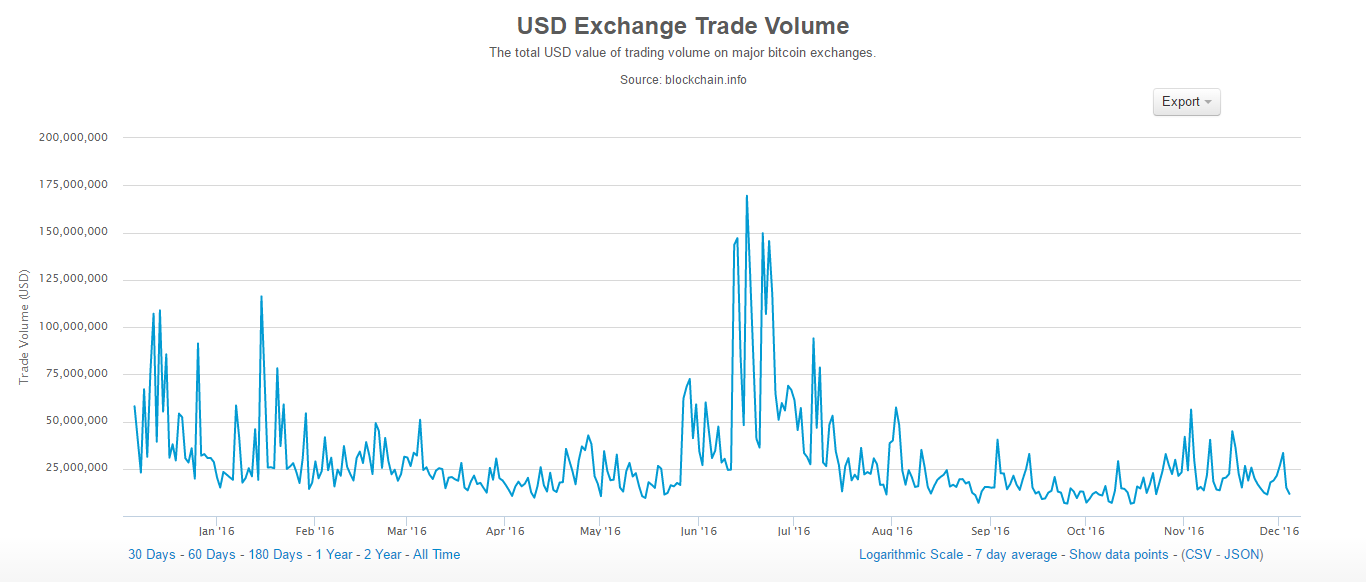 USD Exchange Trade Volume
The total USD value of trading volume on major bitcoin exchanges.
Source: blockchain.info
Export
200,000,000
175,000,000
150,000,000
125,000,000
100,000,000
75,000,000
50,000,000
25,000,000
Trade Volume (USD)
Jan '16 Feb '16 Mar '16 Apr '16 May '16 Jun '16 Jul '16 Aug '16 Sep '16 Oct '16 Nov '16 Dec '16
30 Days - 60 Days - 180 Days - 1 Year - 2 Year - All Time
Logarithmic Scale - 7 day average - Show data points - (CSV - JSON)